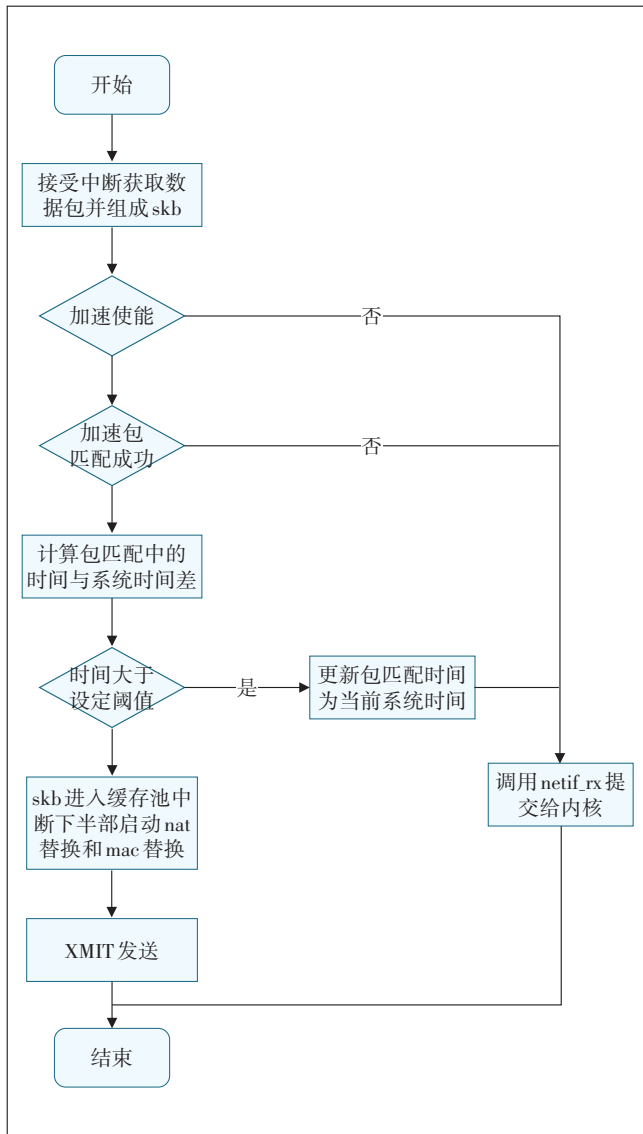 开始
接受中断获取数
据包并组成skb
加速使能
否
加速包
匹配成功
否
计算包匹配中的
时间与系统时间差
时间大于
设定阈值
是
更新包匹配时间
为当前系统时间
skb进入缓存池中
断下半部启动nat
替换和mac替换
调用netif_rx提
交给内核
XMIT发送
结束